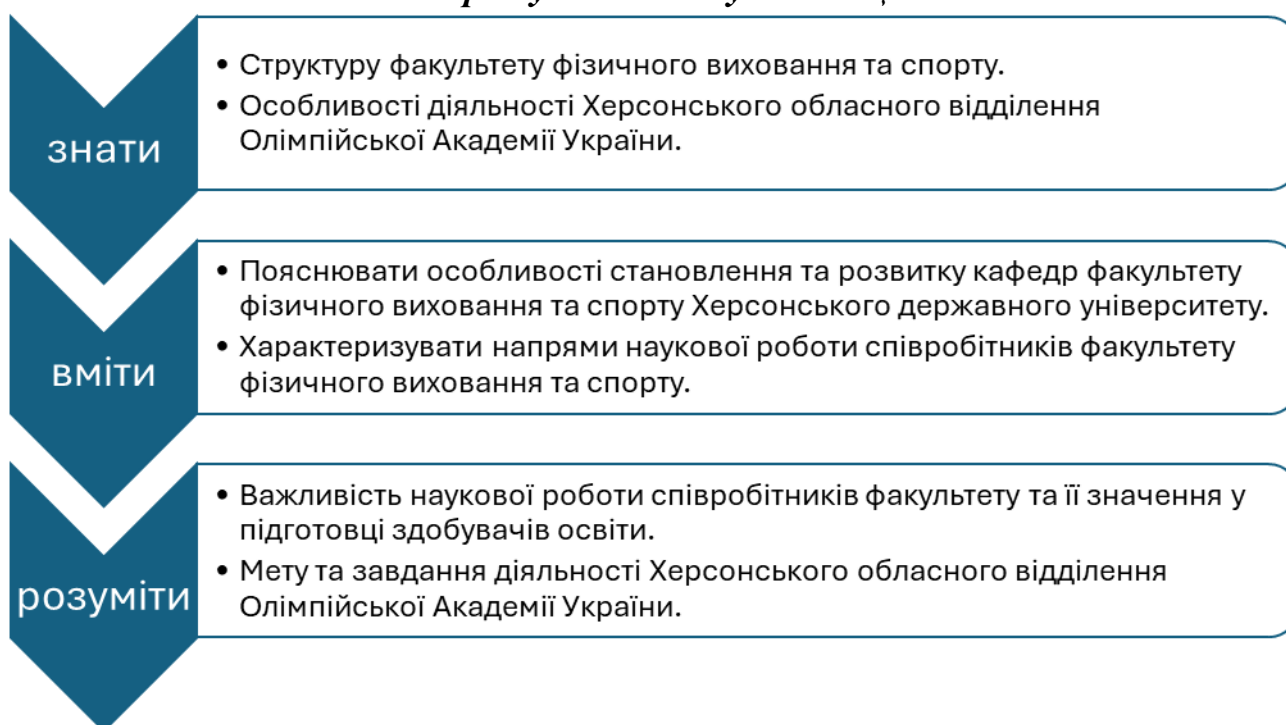 знати
• Структуру факультету фізичного виховання та спорту.
• Особливості діяльності Херсонського обласного відділення
Олімпійської Академії України.
вміти
• Пояснювати особливості становлення та розвитку кафедр факультету
фізичного виховання та спорту Херсонського державного університету.
• Характеризувати напрями наукової роботи співробітників факультету
фізичного виховання та спорту.
розуміти
• Важливість наукової роботи співробітників факультету та її значення у
підготовці здобувачів освіти.
• Мету та завдання діяльності Херсонського обласного відділення
Олімпійської Академії України.